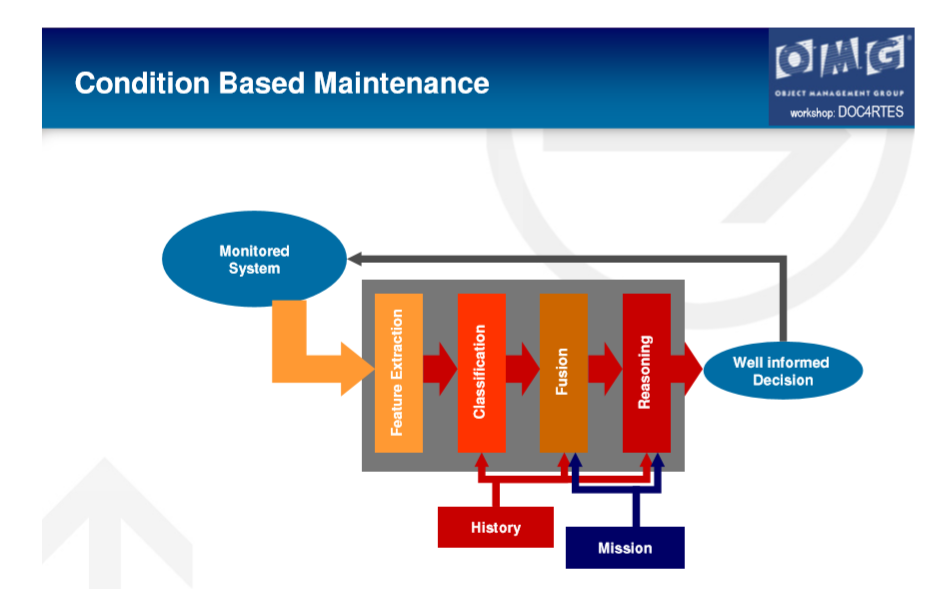 Condition Based Maintenance
OMG
OBJECT MANAGEMENT GROUP
workshop: DOC4RTES
Monitored
System
Feature Extraction
Classification
Fusion
Reasoning
Well informed
Decision
History
Mission